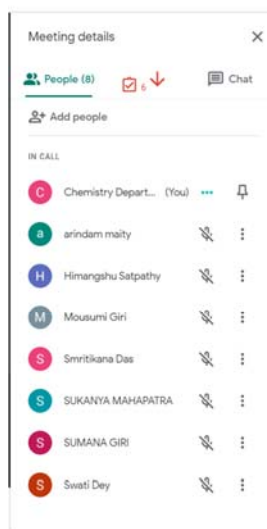 Meeting details
People (8) 6 Chat
Add people
IN CALL
C Chemistry Depart... (You)
a arindam maity
H Himangshu Satpathy
M Mousumi Giri
S Smritikana Das
S SUKANYA MAHAPATRA
S SUMANA GIRI
S Swati Dey